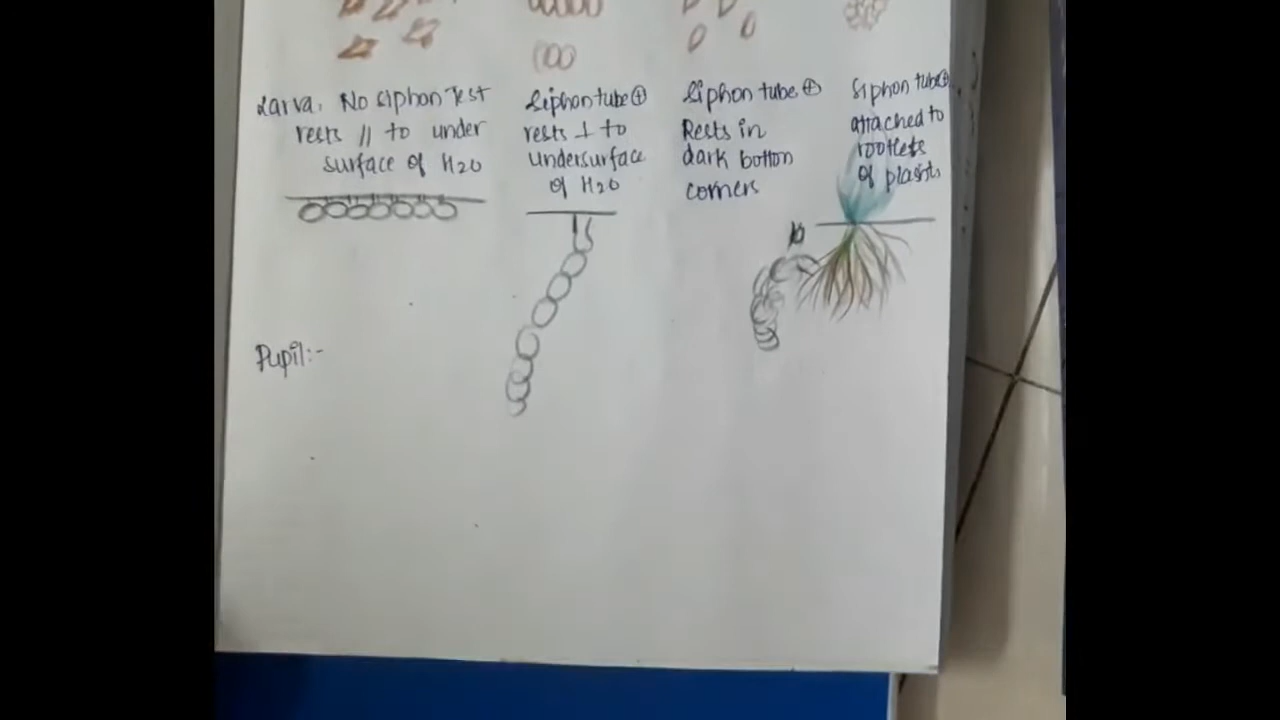 Larva: No siphon Test
rests // to under
surface of H2O
Siphon tube ⊕
rests ⊥ to
undersurface
of H2O
Siphon tube ⊕
Rests in
dark bottom
corners
Siphon tube ⊕
attached to
rootlets
of plants
Pupil:-